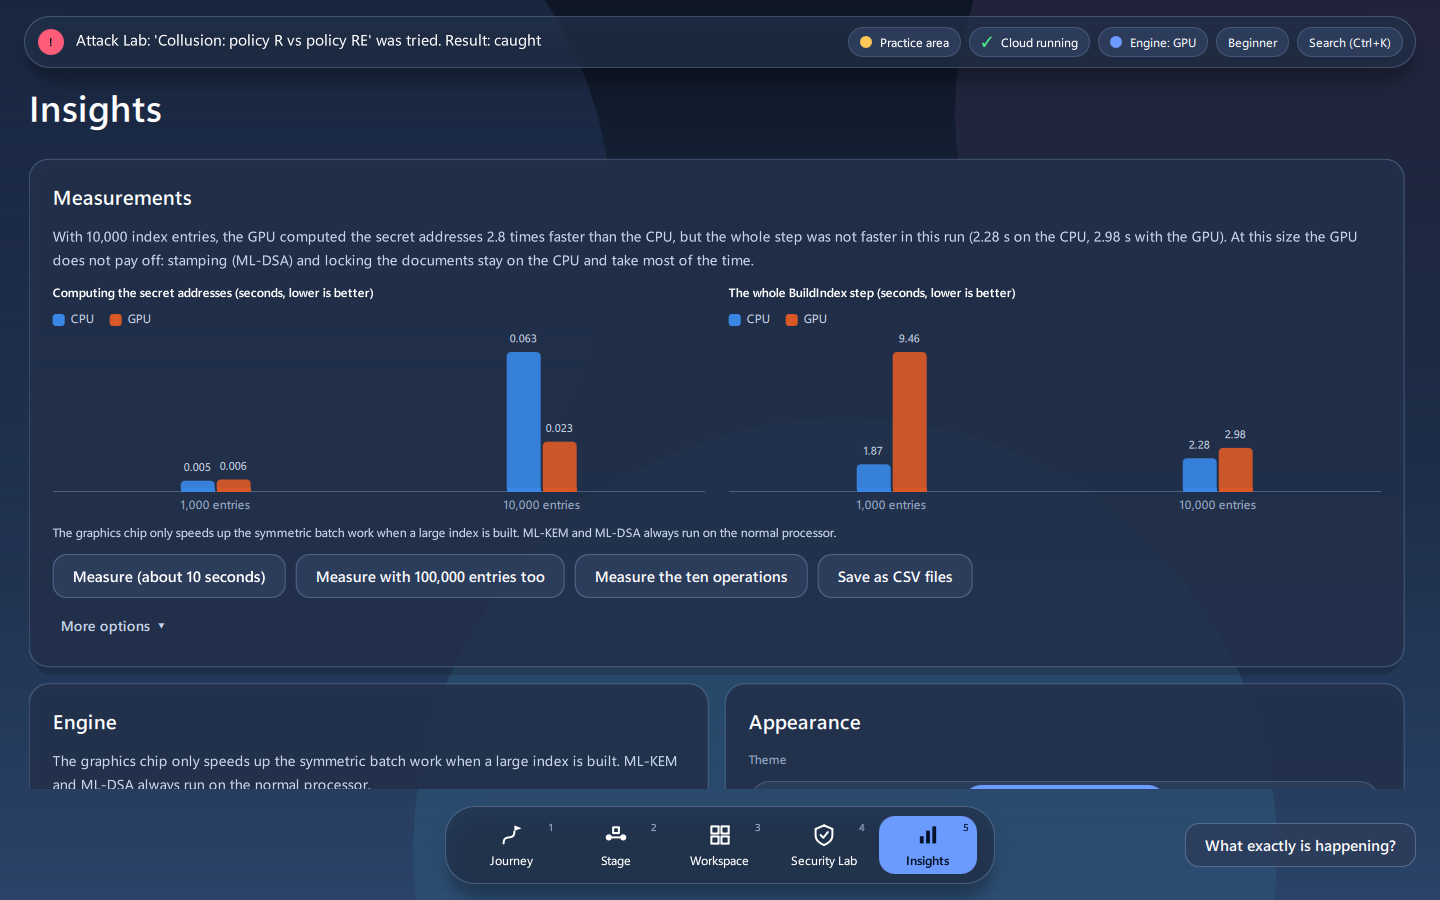 ! Attack Lab: 'Collusion: policy R vs policy RE' was tried. Result: caught
Practice area
✓ Cloud running
Engine: GPU
Beginner
Search (Ctrl+K)
Insights
Measurements
With 10,000 index entries, the GPU computed the secret addresses 2.8 times faster than the CPU, but the whole step was not faster in this run (2.28 s on the CPU, 2.98 s with the GPU). At this size the GPU
does not pay off: stamping (ML-DSA) and locking the documents stay on the CPU and take most of the time.
Computing the secret addresses (seconds, lower is better)
CPU GPU
0.063
0.023
0.005 0.006
1,000 entries 10,000 entries
The whole BuildIndex step (seconds, lower is better)
CPU GPU
9.46
1.87
2.28 2.98
1,000 entries 10,000 entries
The graphics chip only speeds up the symmetric batch work when a large index is built. ML-KEM and ML-DSA always run on the normal processor.
Measure (about 10 seconds)
Measure with 100,000 entries too
Measure the ten operations
Save as CSV files
More options ▼
Engine
The graphics chip only speeds up the symmetric batch work when a large index is built. ML-KEM
and ML-DSA always run on the normal processor.
Appearance
Theme
Journey 1
Stage 2
Workspace 3
Security Lab 4
Insights 5
What exactly is happening?